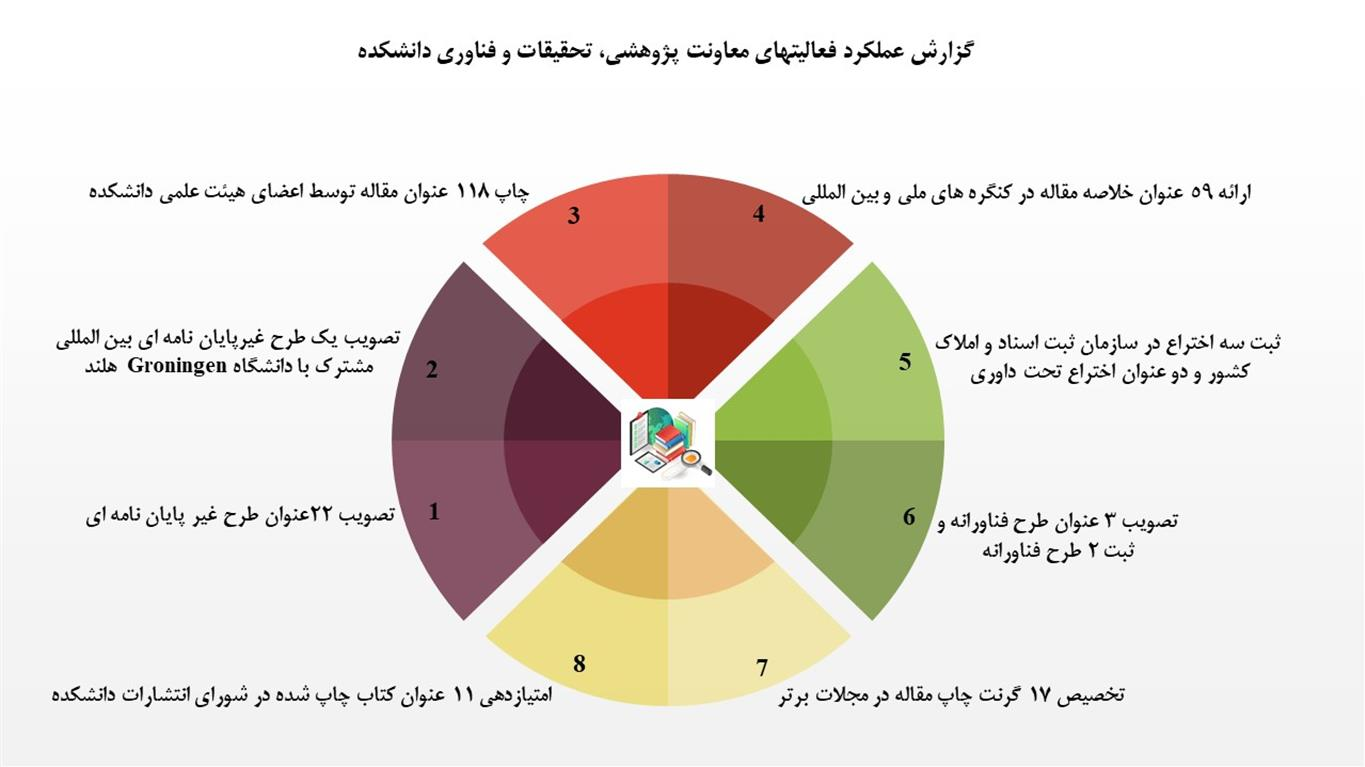 گزارش عملکرد فعالیتهای معاونت پژوهشی، تحقیقات و فناوری دانشکده
1
تصویب ۲۲عنوان طرح غیر پایان نامه ای
2
تصویب یک طرح غیرپایان نامه ای بین المللی
مشترک با دانشگاه Groningen هلند
3
چاپ ۱۱۸ عنوان مقاله توسط اعضای هیئت علمی دانشکده
4
ارائه ۵۹ عنوان خلاصه مقاله در کنگره های ملی و بین المللی
5
ثبت سه اختراع در سازمان ثبت اسناد و املاک
کشور و دو عنوان اختراع تحت داوری
6
تصویب ۳ عنوان طرح فناورانه و
ثبت ۲ طرح فناورانه
7
تخصیص ۱۷ گرنت چاپ مقاله در مجلات برتر
8
امتیازدهی ۱۱ عنوان کتاب چاپ شده در شورای انتشارات دانشکده